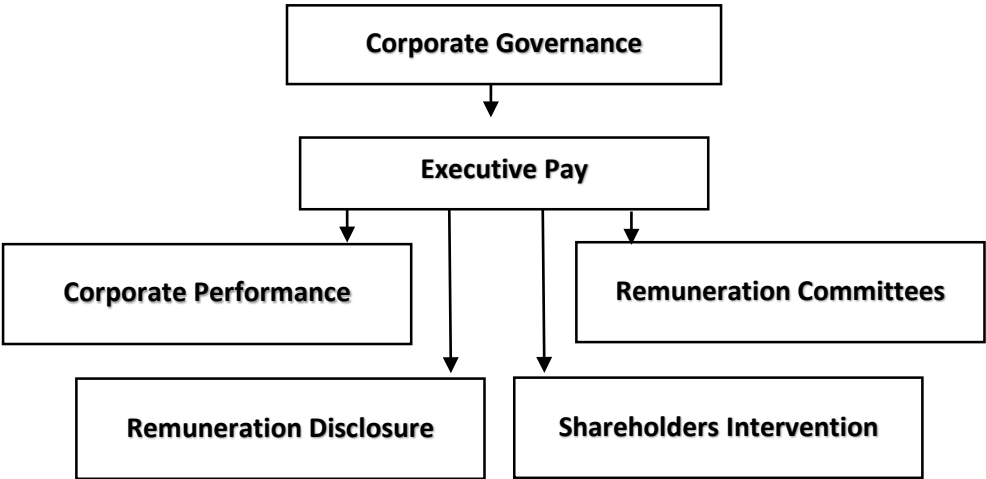 Corporate Governance
Executive Pay
Corporate Performance
Remuneration Committees
Remuneration Disclosure
Shareholders Intervention